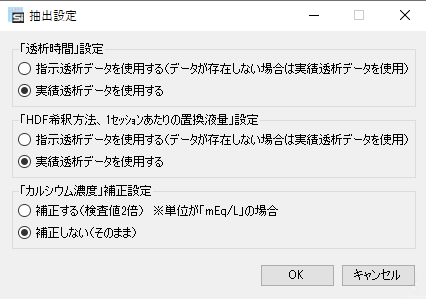 抽出設定
「透析時間」設定
指示透析データを使用する(データが存在しない場合は実績透析データを使用)
実績透析データを使用する
「HDF希釈方法、1セッションあたりの置換液量」設定
指示透析データを使用する(データが存在しない場合は実績透析データを使用)
実績透析データを使用する
「カルシウム濃度」補正設定
補正する(検査値2倍) ※単位が「mEq/L」の場合
補正しない(そのまま)
OK キャンセル